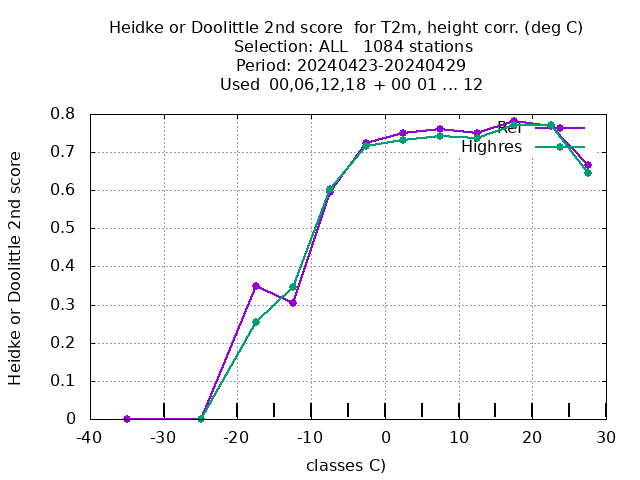 Heidke or Doolittle 2nd score  for T2m, height corr. (deg C)
Selection: ALL   1084 stations
Period: 20240423-20240429
Used  00,06,12,18  + 00 01 ... 12
Heidke or Doolittle 2nd score
0.8
0.7
0.6
0.5
0.4
0.3
0.2
0.1
0
Ref
Highres
-40 -30 -20 -10 0 10 20 30
classes C)